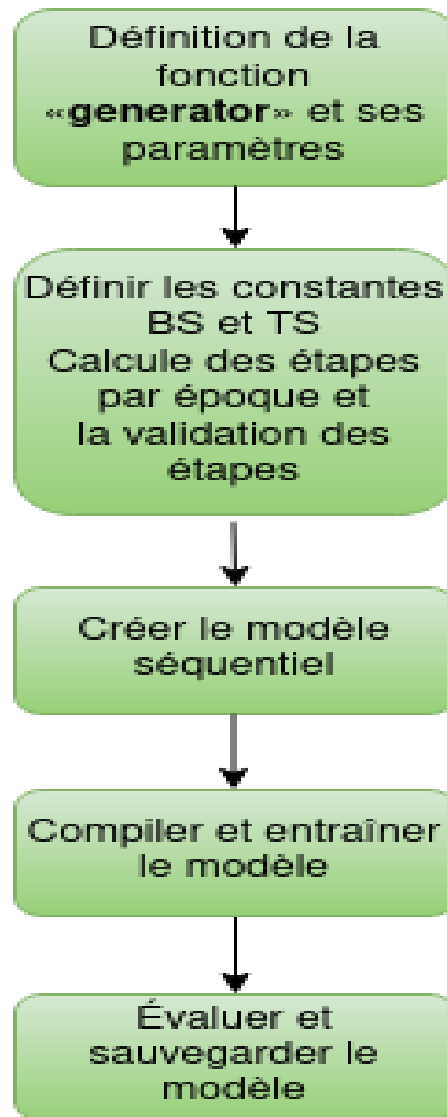 Définition de la
fonction
«generator» et ses
paramètres
Définir les constantes
BS et TS
Calcule des étapes
par époque et
la validation des
étapes
Créer le modèle
séquentiel
Compiler et entraîner
le modèle
Évaluer et
sauvegarder le
modèle